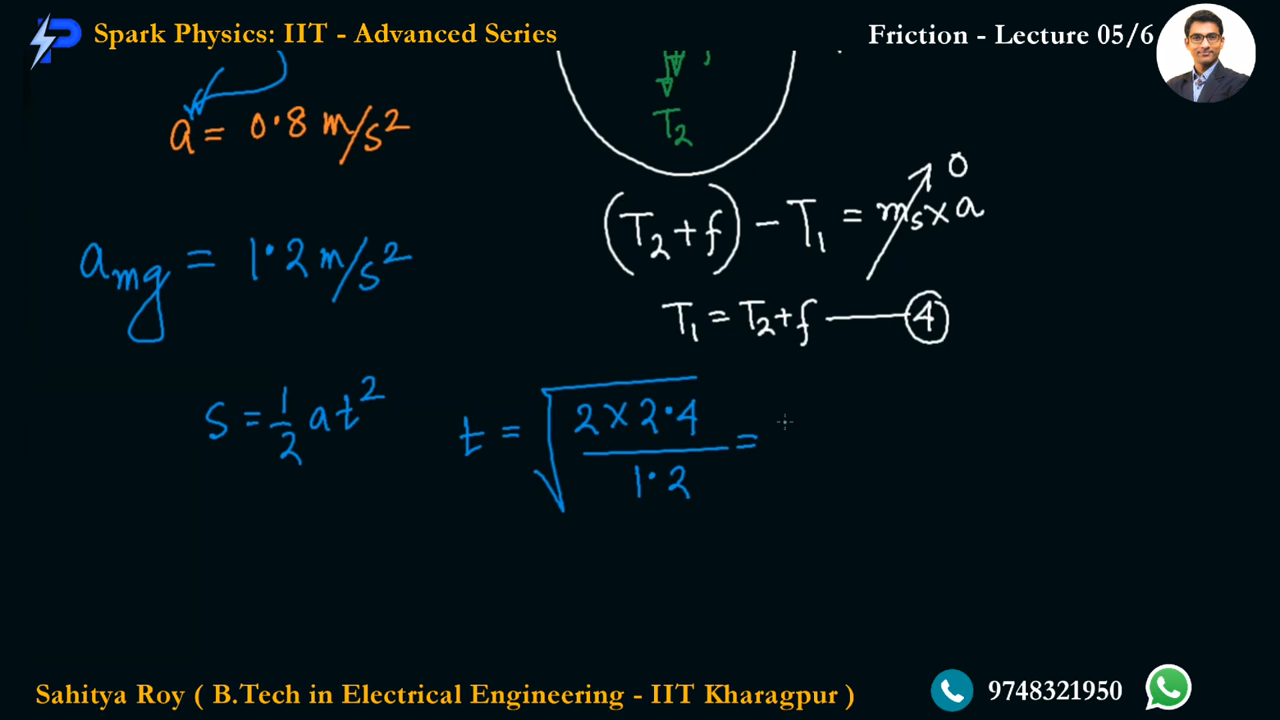 Spark Physics: IIT - Advanced Series
Friction - Lecture 05/6
T₂
a = 0.8 m/s²
(T₂+f) - T₁ = mₛ×a 0
a_mg = 1.2 m/s²
T₁ = T₂+f — ④
s = 1/2 at²
t = √(2×2.4/1.2) =
Sahitya Roy ( B.Tech in Electrical Engineering - IIT Kharagpur )
9748321950